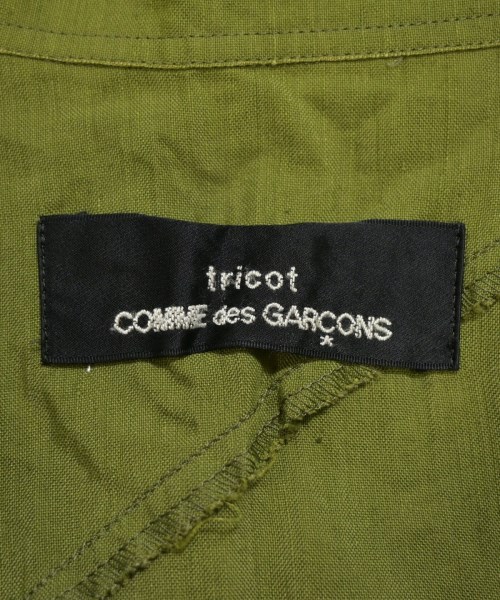 tricot
COMME des GARÇONS
*